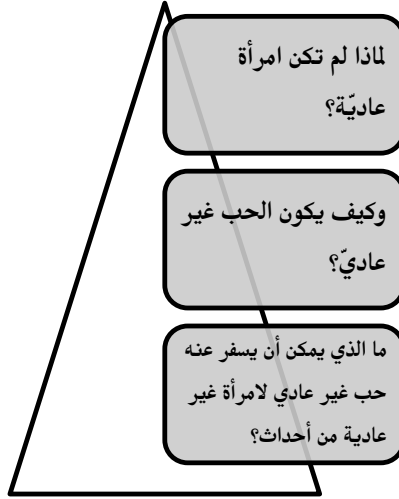 لماذا لم تكن امرأة
عاديّة؟
وكيف يكون الحب غير
عاديّ؟
ما الذي يمكن أن يسفر عنه
حب غير عادي لامرأة غير
عادية من أحداث؟